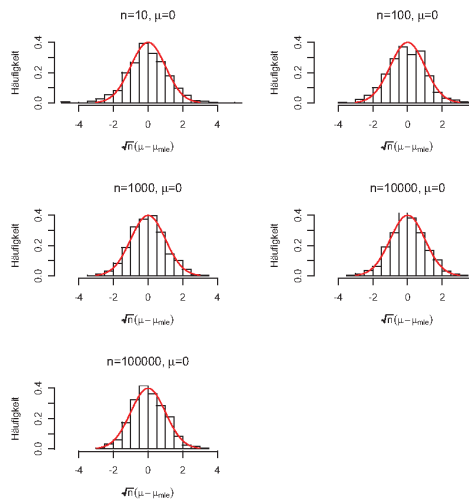 n=10, μ=0
Häufigkeit
0.0 0.2 0.4
-4 -2 0 2 4
√n(μ−μmle)
n=100, μ=0
Häufigkeit
0.0 0.2 0.4
-4 -2 0 2
√n(μ−μmle)
n=1000, μ=0
Häufigkeit
0.0 0.2 0.4
-4 -2 0 2 4
√n(μ−μmle)
n=10000, μ=0
Häufigkeit
0.0 0.2 0.4
-4 -2 0 2
√n(μ−μmle)
n=100000, μ=0
Häufigkeit
0.0 0.2 0.4
-4 -2 0 2 4
√n(μ−μmle)